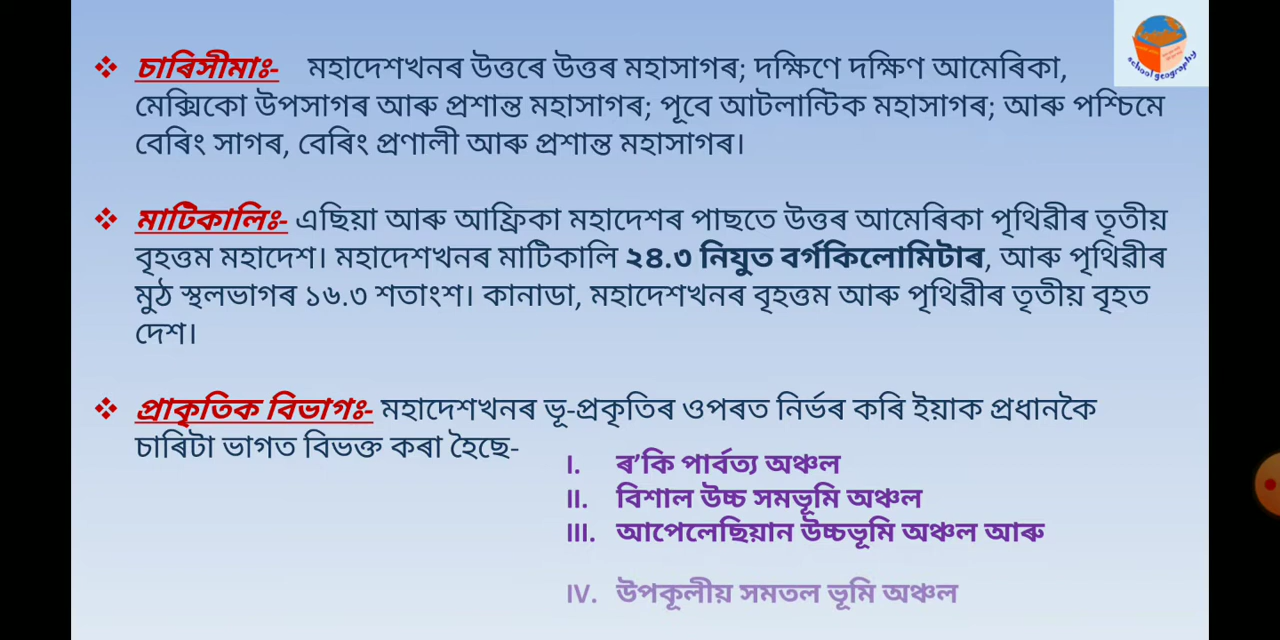 ❖ চাৰিসীমাঃ- মহাদেশখনৰ উত্তৰে উত্তৰ মহাসাগৰ; দক্ষিণে দক্ষিণ আমেৰিকা,
মেক্সিকো উপসাগৰ আৰু প্ৰশান্ত মহাসাগৰ; পূবে আটলান্টিক মহাসাগৰ; আৰু পশ্চিমে
বেৰিং সাগৰ, বেৰিং প্ৰণালী আৰু প্ৰশান্ত মহাসাগৰ।
❖ মাটিকালিঃ- এছিয়া আৰু আফ্ৰিকা মহাদেশৰ পাছতে উত্তৰ আমেৰিকা পৃথিৱীৰ তৃতীয়
বৃহত্তম মহাদেশ। মহাদেশখনৰ মাটিকালি ২৪.৩ নিযুত বৰ্গকিলোমিটাৰ, আৰু পৃথিৱীৰ
মুঠ স্থলভাগৰ ১৬.৩ শতাংশ। কানাডা, মহাদেশখনৰ বৃহত্তম আৰু পৃথিৱীৰ তৃতীয় বৃহত
দেশ।
❖ প্ৰাকৃতিক বিভাগঃ- মহাদেশখনৰ ভূ-প্ৰকৃতিৰ ওপৰত নিৰ্ভৰ কৰি ইয়াক প্ৰধানকৈ
চাৰিটা ভাগত বিভক্ত কৰা হৈছে-
I. ৰ’কি পাৰ্বত্য অঞ্চল
II. বিশাল উচ্চ সমভূমি অঞ্চল
III. আপেলেছিয়ান উচ্চভূমি অঞ্চল আৰু
IV. উপকূলীয় সমতল ভূমি অঞ্চল
school geography